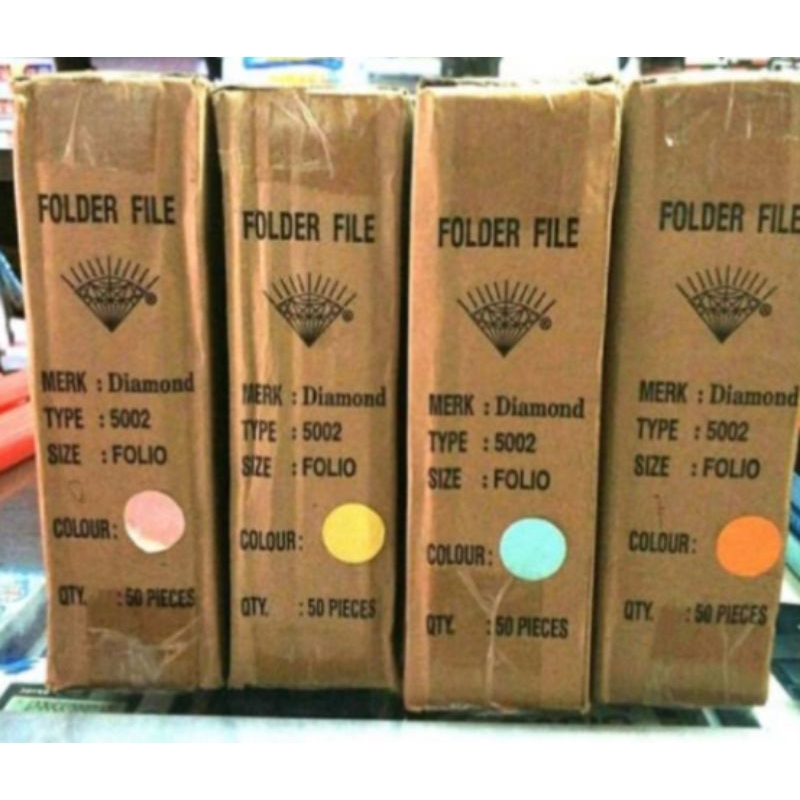 FOLDER FILE
MERK : Diamond
TYPE : 5002
SIZE : FOLIO
COLOUR:
QTY. : 50 PIECES
FOLDER FILE
MERK : Diamond
TYPE : 5002
SIZE : FOLIO
COLOUR:
QTY. : 50 PIECES
FOLDER FILE
MERK : Diamond
TYPE : 5002
SIZE : FOLIO
COLOUR:
QTY. : 50 PIECES
FOLDER FILE
MERK : Diamond
TYPE : 5002
SIZE : FOLIO
COLOUR:
QTY. : 50 PIECES